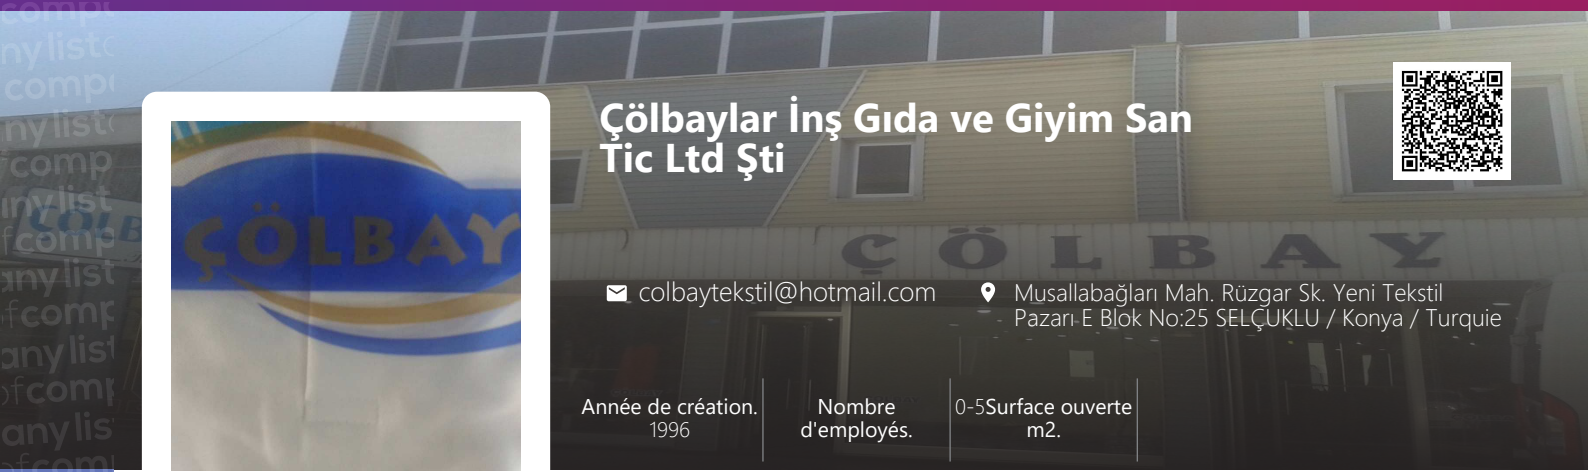 Çölbaylar İnş Gıda ve Giyim San
Tic Ltd Şti
ÇÖLBAY
ÇÖLBAY
colbaytekstil@hotmail.com
Musallabağları Mah. Rüzgar Sk. Yeni Tekstil
Pazarı E Blok No:25 SELÇUKLU / Konya / Turquie
Année de création.
1996
Nombre
d'employés.
0-5Surface ouverte
m2.